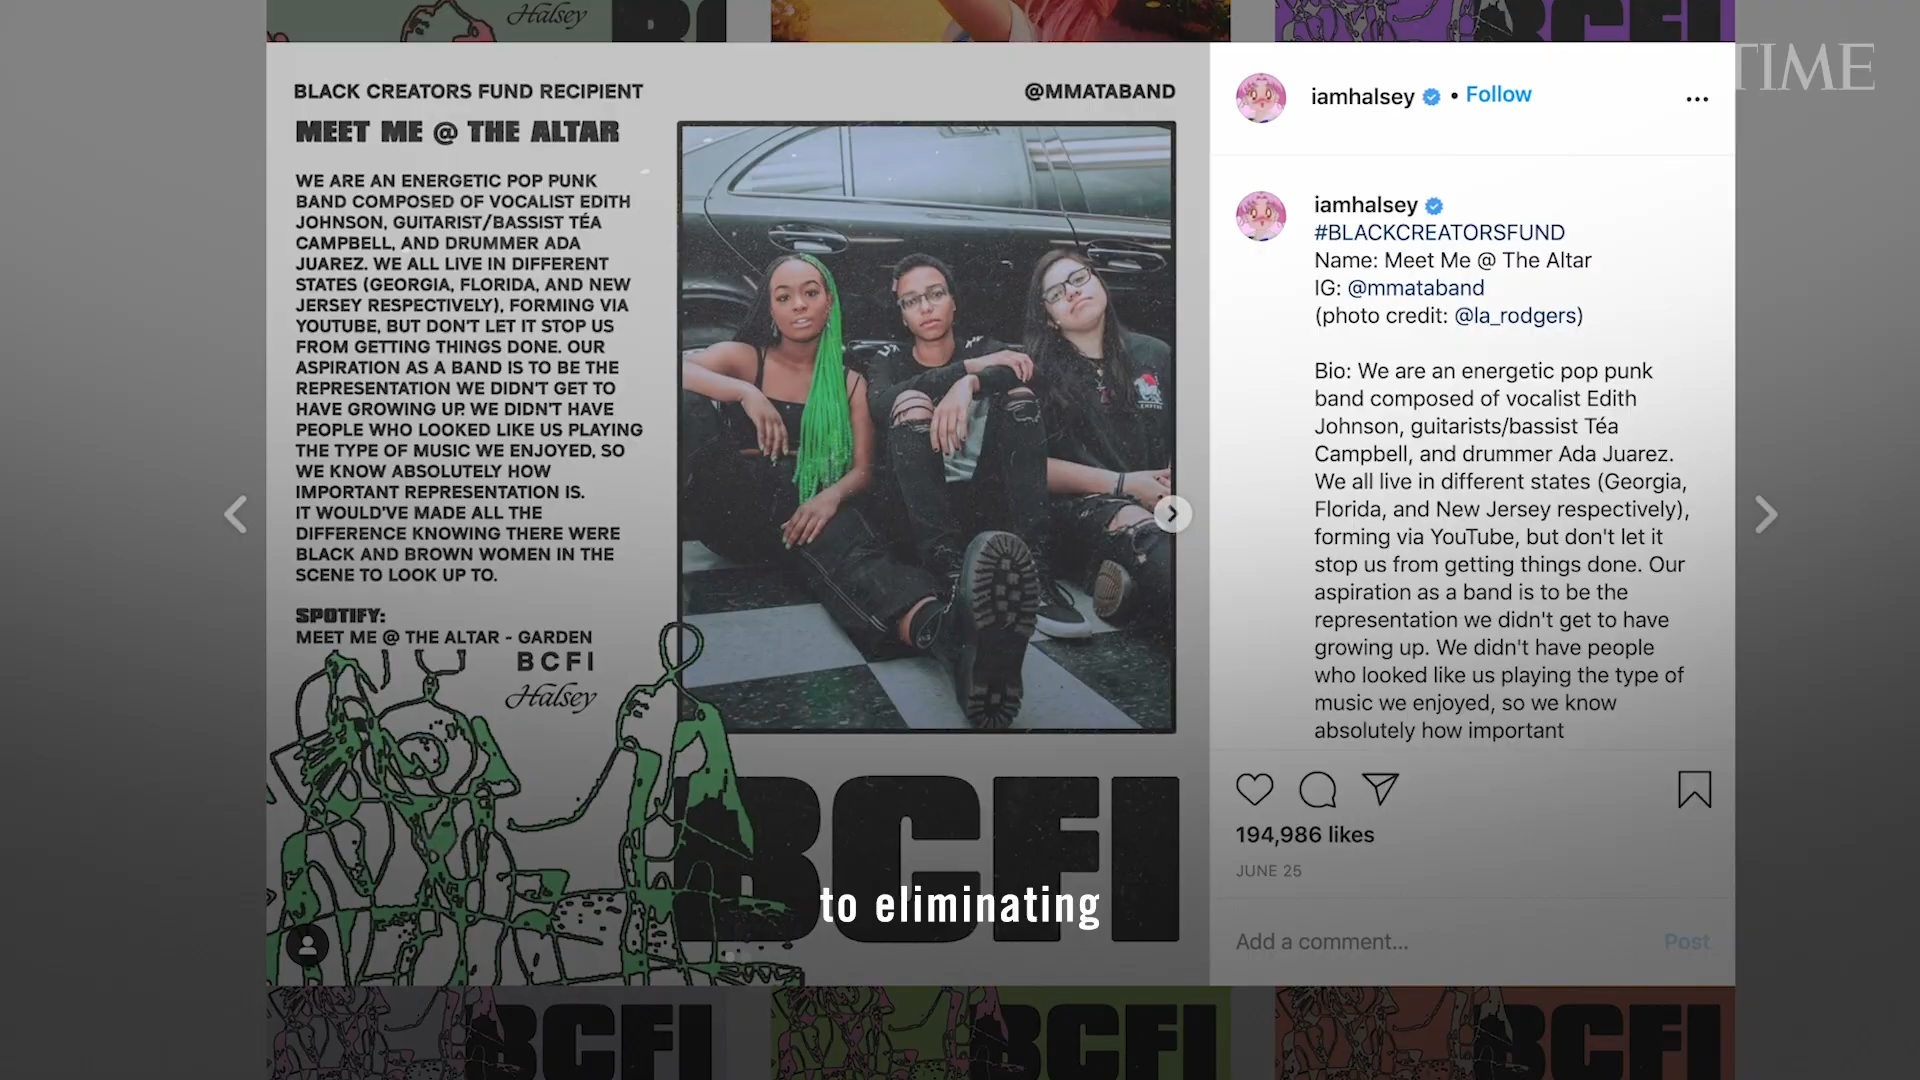 Halsey
BCFI
TIME
BLACK CREATORS FUND RECIPIENT
@MMATABAND
MEET ME @ THE ALTAR
WE ARE AN ENERGETIC POP PUNK
BAND COMPOSED OF VOCALIST EDITH
JOHNSON, GUITARIST/BASSIST TÉA
CAMPBELL, AND DRUMMER ADA
JUAREZ. WE ALL LIVE IN DIFFERENT
STATES (GEORGIA, FLORIDA, AND NEW
JERSEY RESPECTIVELY), FORMING VIA
YOUTUBE, BUT DON'T LET IT STOP US
FROM GETTING THINGS DONE. OUR
ASPIRATION AS A BAND IS TO BE THE
REPRESENTATION WE DIDN'T GET TO
HAVE GROWING UP. WE DIDN'T HAVE
PEOPLE WHO LOOKED LIKE US PLAYING
THE TYPE OF MUSIC WE ENJOYED, SO
WE KNOW ABSOLUTELY HOW
IMPORTANT REPRESENTATION IS.
IT WOULD'VE MADE ALL THE
DIFFERENCE KNOWING THERE WERE
BLACK AND BROWN WOMEN IN THE
SCENE TO LOOK UP TO.
SPOTIFY:
MEET ME @ THE ALTAR - GARDEN
BCFI
Halsey
BCFI
to eliminating
iamhalsey • Follow
iamhalsey
#BLACKCREATORSFUND
Name: Meet Me @ The Altar
IG: @mmataband
(photo credit: @la_rodgers)
Bio: We are an energetic pop punk
band composed of vocalist Edith
Johnson, guitarists/bassist Téa
Campbell, and drummer Ada Juarez.
We all live in different states (Georgia,
Florida, and New Jersey respectively),
forming via YouTube, but don't let it
stop us from getting things done. Our
aspiration as a band is to be the
representation we didn't get to have
growing up. We didn't have people
who looked like us playing the type of
music we enjoyed, so we know
absolutely how important
194,986 likes
JUNE 25
Add a comment...
Post
BCFI
BCFI
BCFI